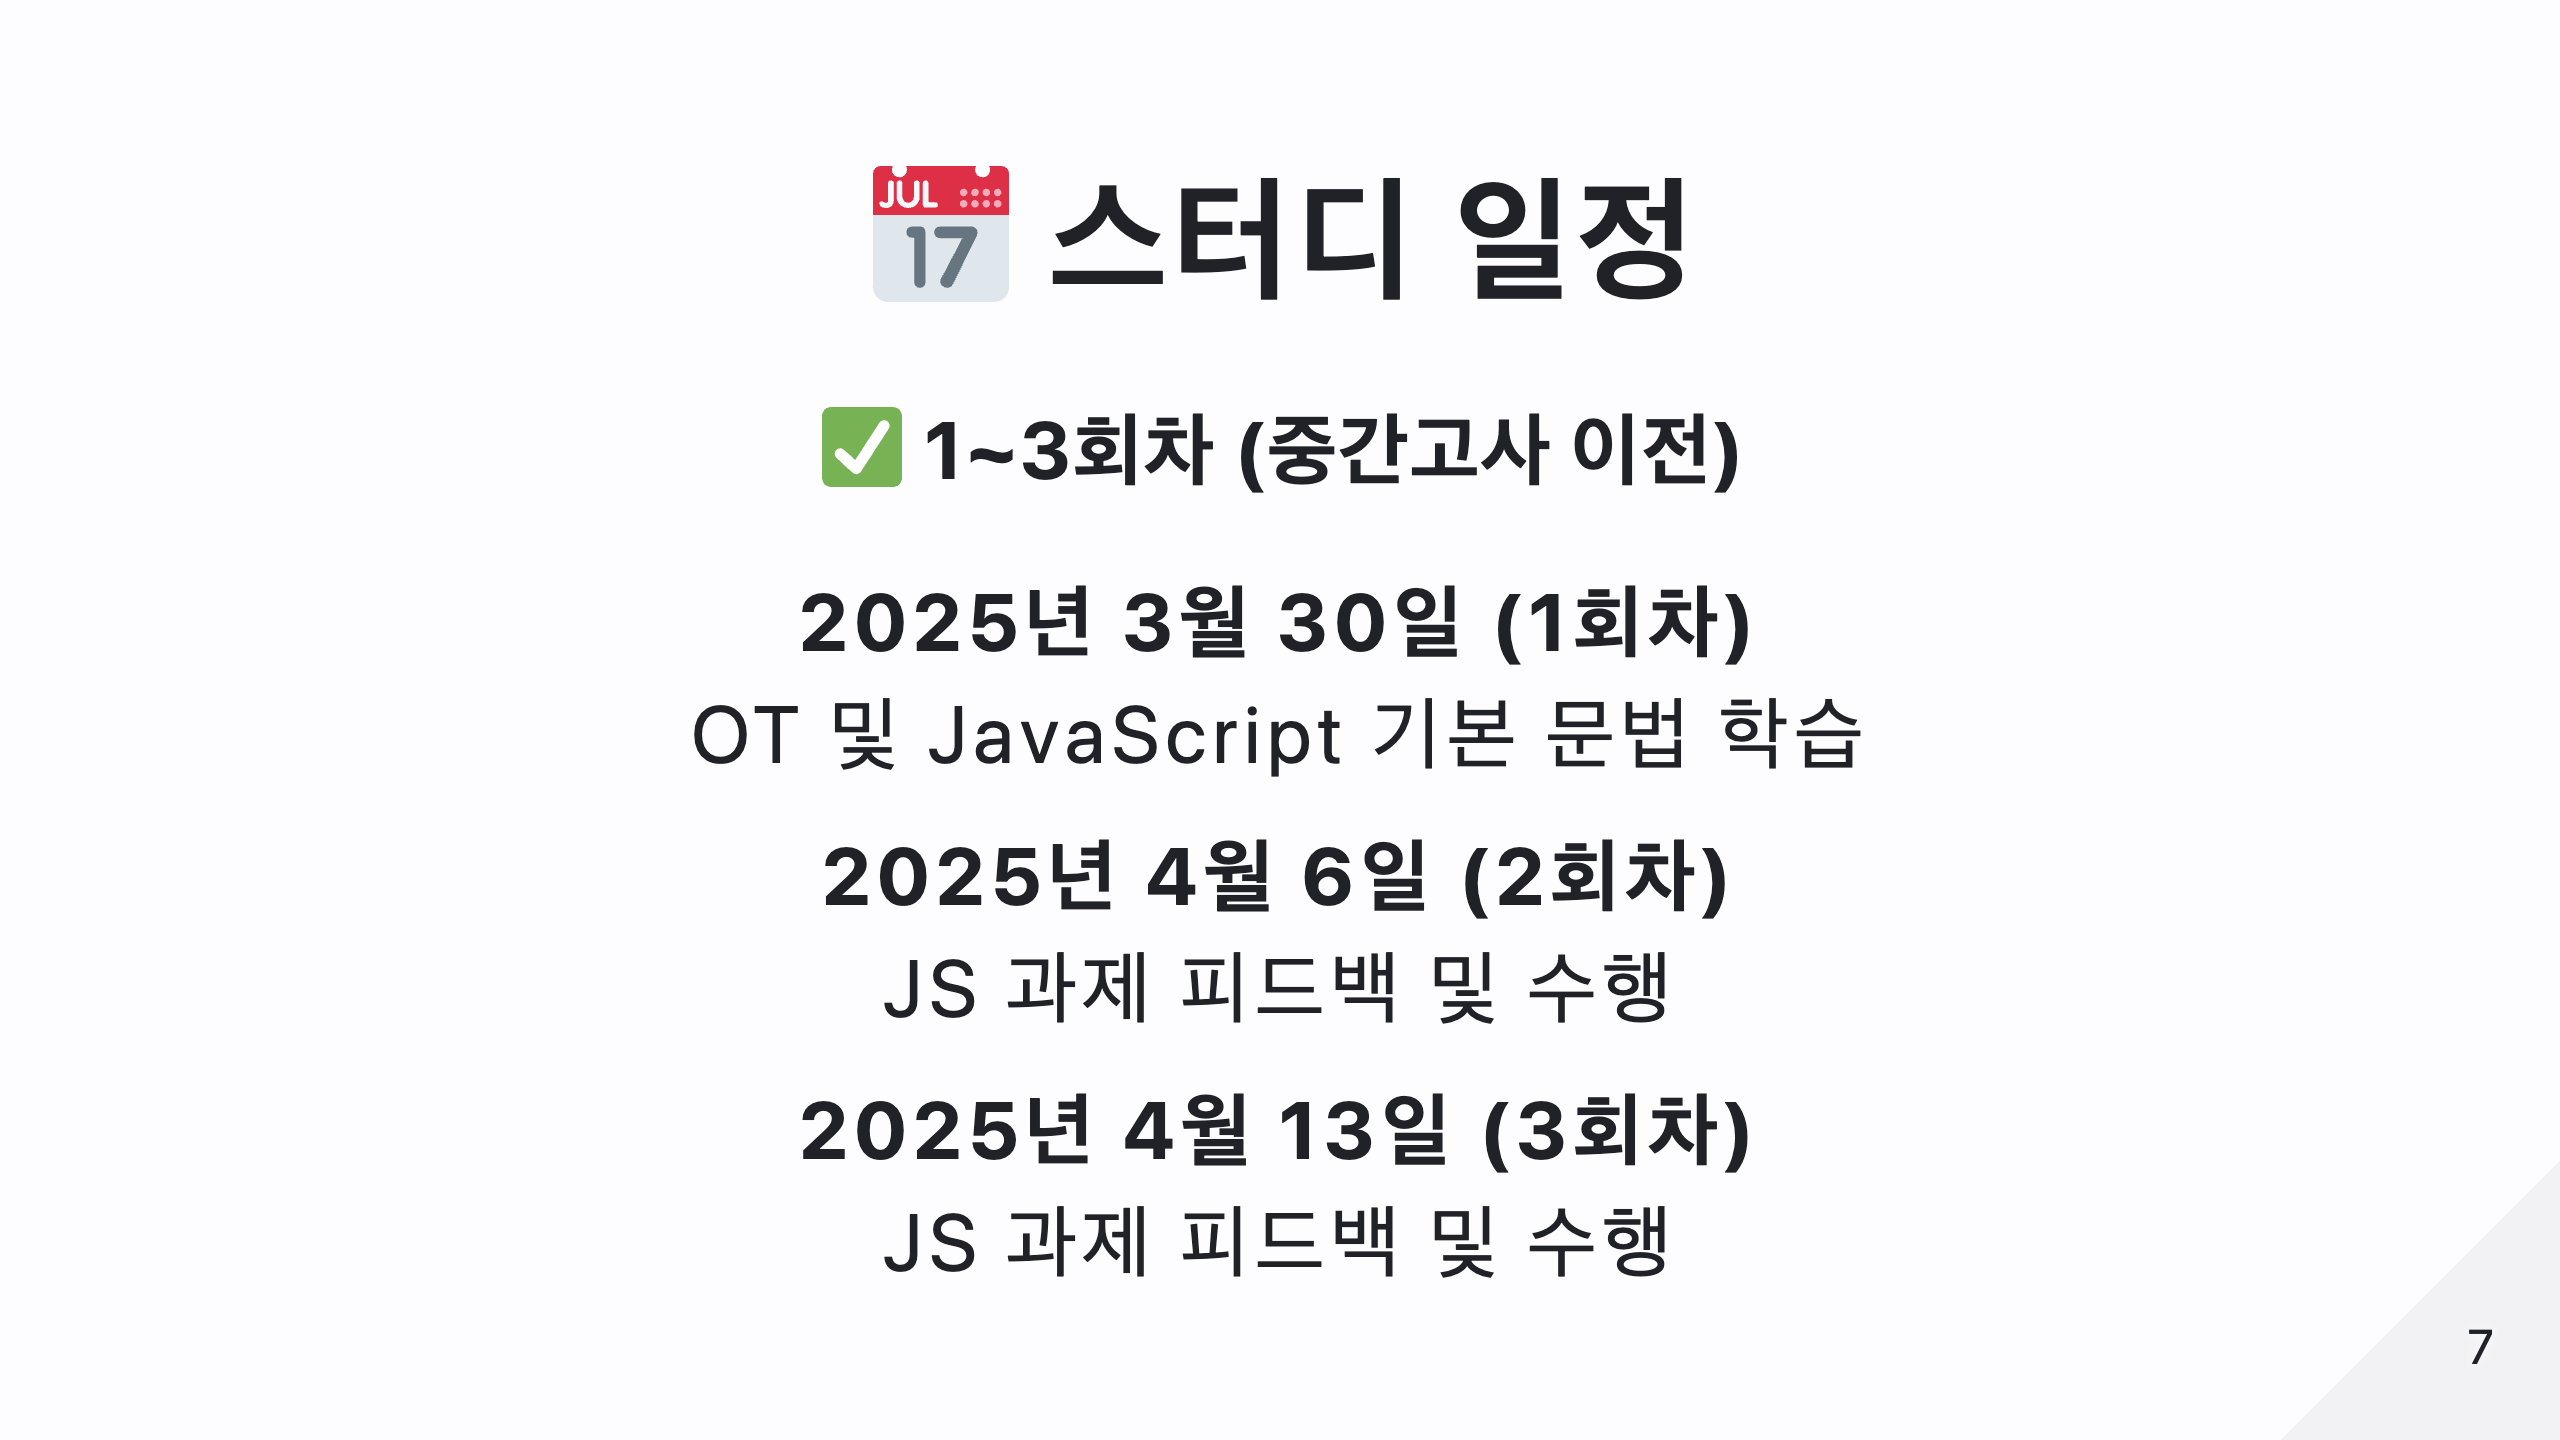 JUL
17
스터디 일정
✅ 1~3회차 (중간고사 이전)
2025년 3월 30일 (1회차)
OT 및 JavaScript 기본 문법 학습
2025년 4월 6일 (2회차)
JS 과제 피드백 및 수행
2025년 4월 13일 (3회차)
JS 과제 피드백 및 수행
7